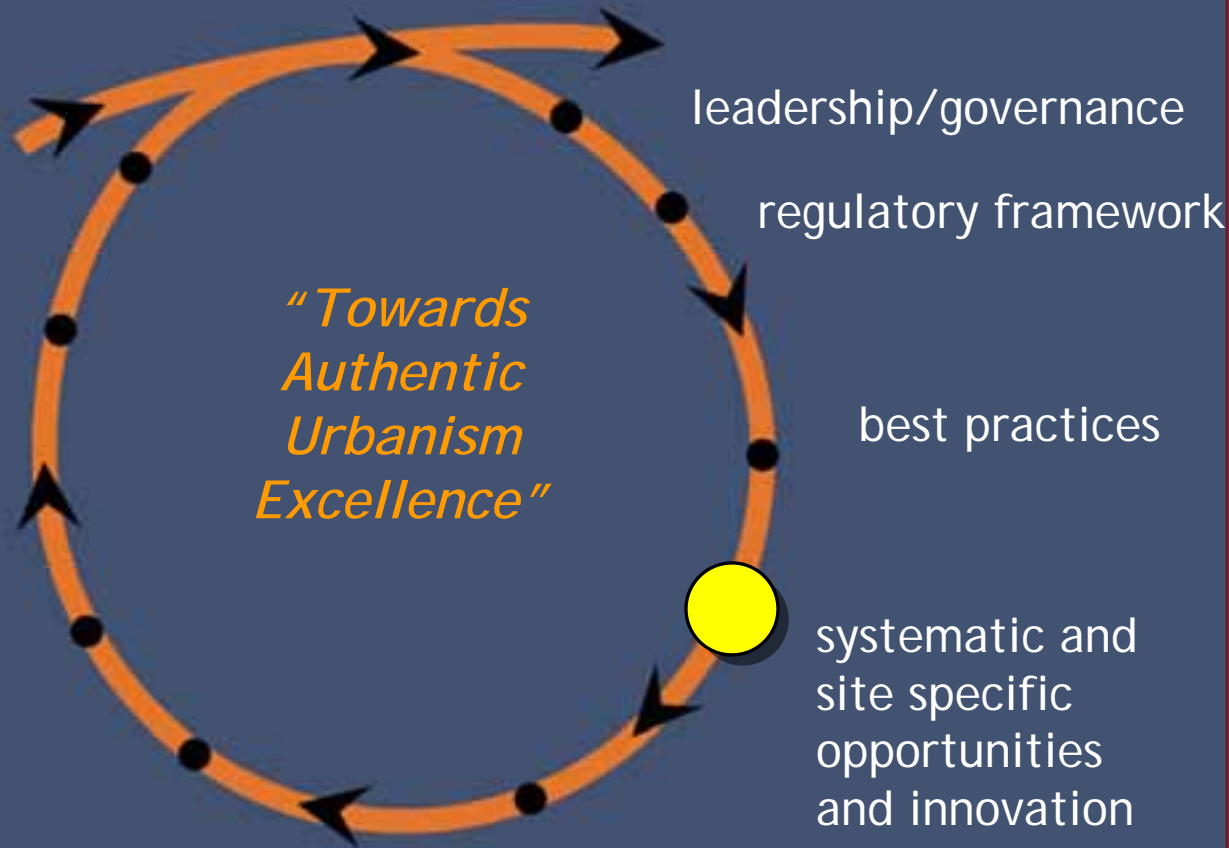 leadership/governance
regulatory framework
“Towards
Authentic
Urbanism
Excellence”
best practices
systematic and
site specific
opportunities
and innovation